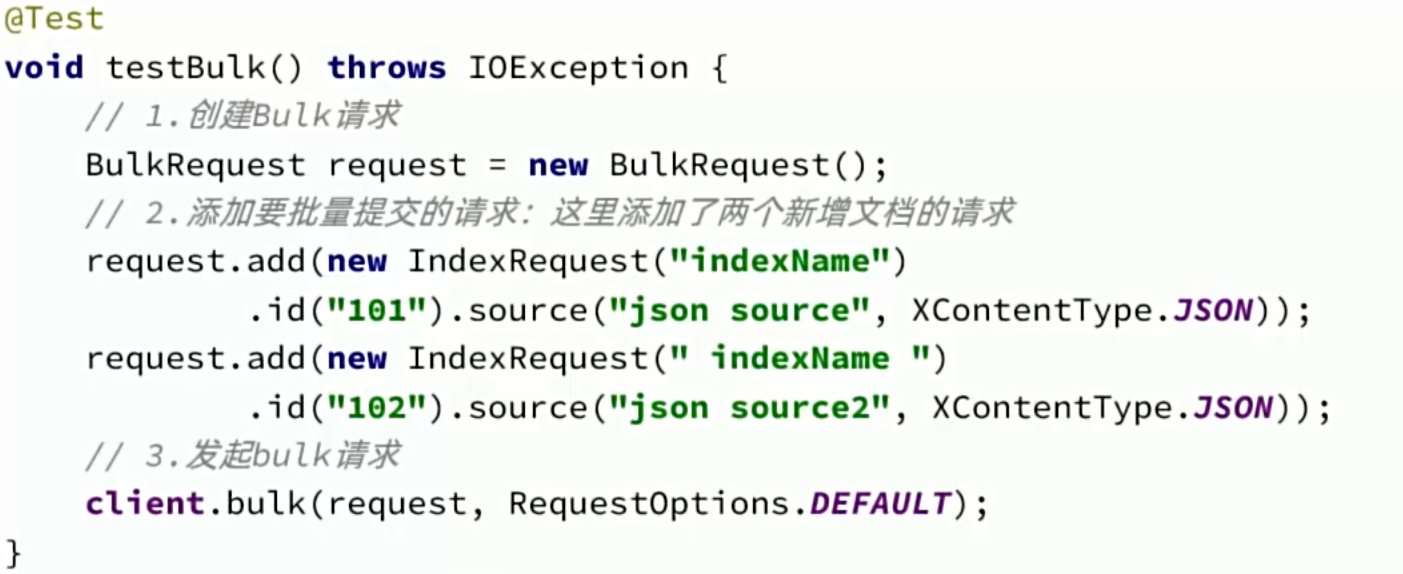 @Test
void testBulk() throws IOException {
    // 1.创建Bulk请求
    BulkRequest request = new BulkRequest();
    // 2.添加要批量提交的请求：这里添加了两个新增文档的请求
    request.add(new IndexRequest("indexName")
            .id("101").source("json source", XContentType.JSON));
    request.add(new IndexRequest(" indexName ")
            .id("102").source("json source2", XContentType.JSON));
    // 3.发起bulk请求
    client.bulk(request, RequestOptions.DEFAULT);
}